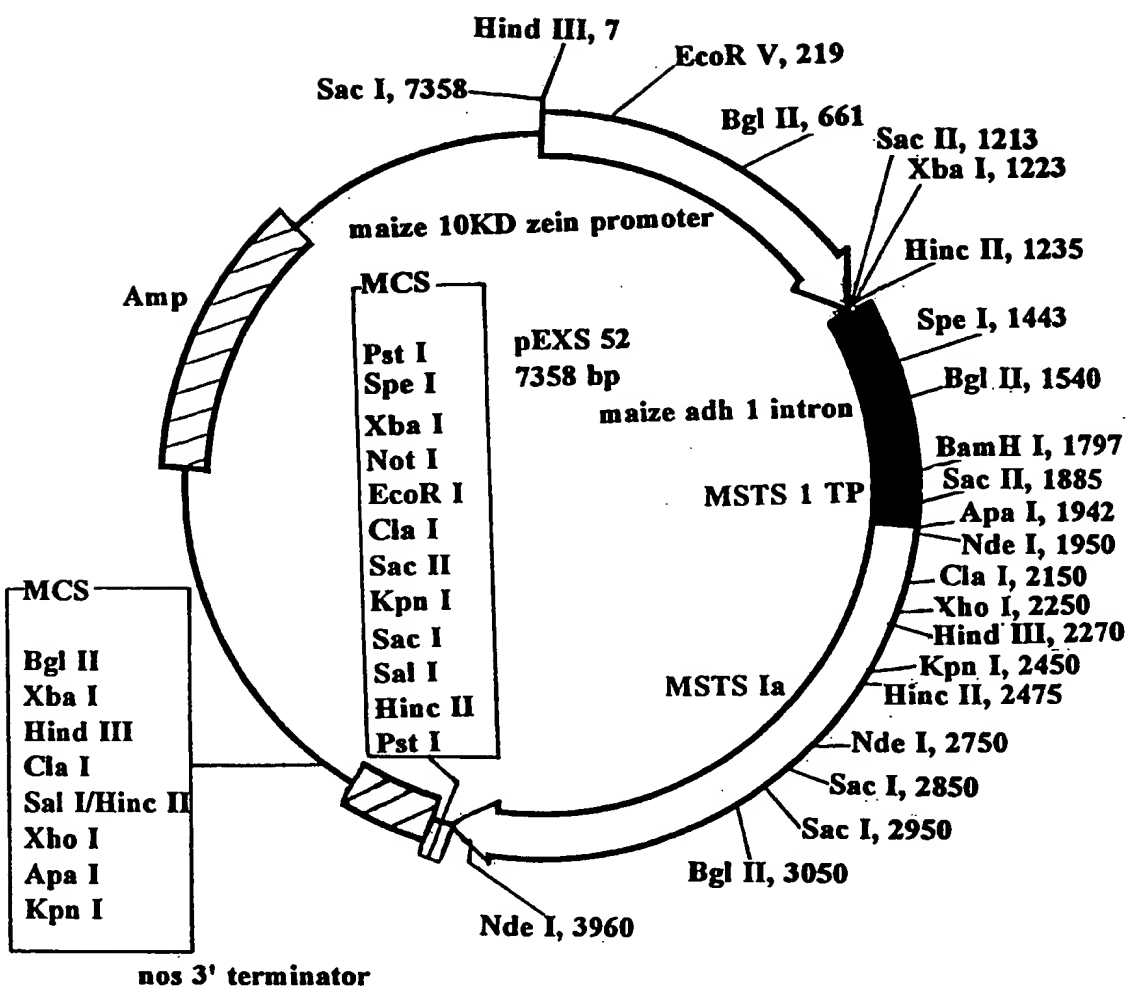 Hind III, 7
EcoR V, 219
Sac I, 7358
Bgl II, 661
Sac II, 1213
Xba I, 1223
maize 10KD zein promoter
Hinc II, 1235
Amp
MCS
Pst I
Spe I
Xba I
Not I
EcoR I
Cla I
Sac II
Kpn I
Sac I
Sal I
Hinc II
Pst I
pEXS 52
7358 bp
Spe I, 1443
Bgl II, 1540
maize adh 1 intron
BamH I, 1797
Sac II, 1885
MSTS 1 TP
Apa I, 1942
Nde I, 1950
Cla I, 2150
Xho I, 2250
Hind III, 2270
Kpn I, 2450
Hinc II, 2475
MSTS Ia
Nde I, 2750
Sac I, 2850
Sac I, 2950
Bgl II, 3050
Nde I, 3960
MCS
Bgl II
Xba I
Hind III
Cla I
Sal I/Hinc II
Xho I
Apa I
Kpn I
nos 3' terminator